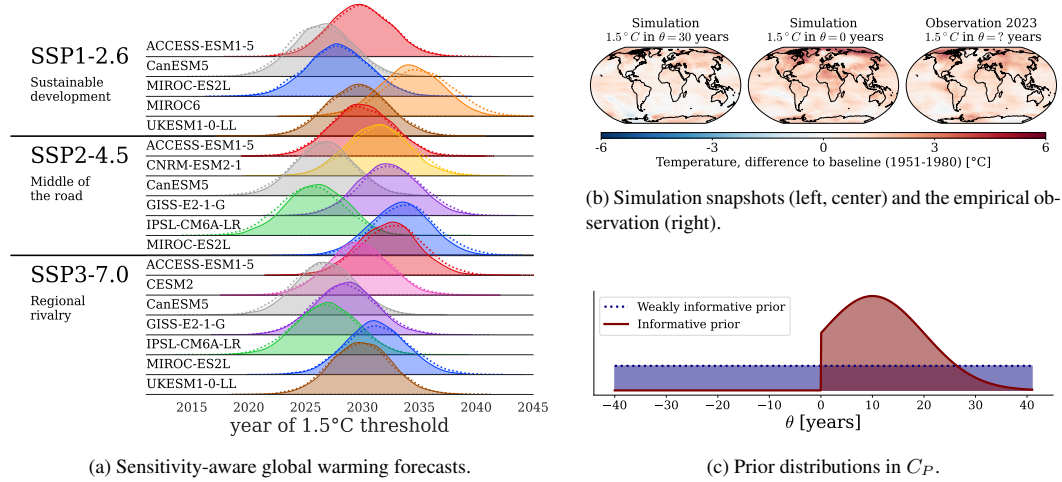 SSP1-2.6
Sustainable
development
ACCESS-ESM1-5
CanESM5
MIROC-ES2L
MIROC6
UKESM1-0-LL
SSP2-4.5
Middle of
the road
ACCESS-ESM1-5
CNRM-ESM2-1
CanESM5
GISS-E2-1-G
IPSL-CM6A-LR
MIROC-ES2L
SSP3-7.0
Regional
rivalry
ACCESS-ESM1-5
CESM2
CanESM5
GISS-E2-1-G
IPSL-CM6A-LR
MIROC-ES2L
UKESM1-0-LL
2015 2020 2025 2030 2035 2040 2045
year of 1.5°C threshold
(a) Sensitivity-aware global warming forecasts.
Simulation
1.5°C in θ=30 years
Simulation
1.5°C in θ=0 years
Observation 2023
1.5°C in θ=? years
-6 -3 0 3 6
Temperature, difference to baseline (1951-1980) [°C]
(b) Simulation snapshots (left, center) and the empirical ob-
servation (right).
Weakly informative prior
Informative prior
−40 −30 −20 −10 0 10 20 30 40
θ [years]
(c) Prior distributions in C_P.